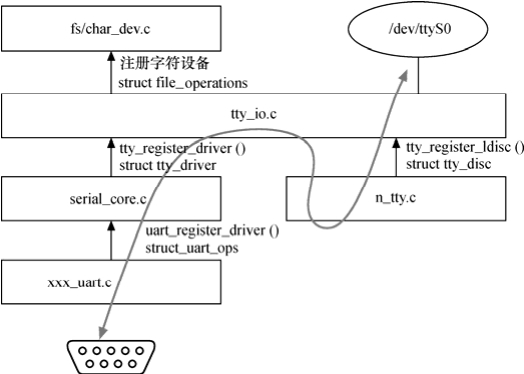 fs/char_dev.c
/dev/ttyS0
注册字符设备
struct file_operations
tty_io.c
tty_register_driver ()
struct tty_driver
tty_register_ldisc ()
struct tty_disc
serial_core.c
n_tty.c
uart_register_driver ()
struct_uart_ops
xxx_uart.c